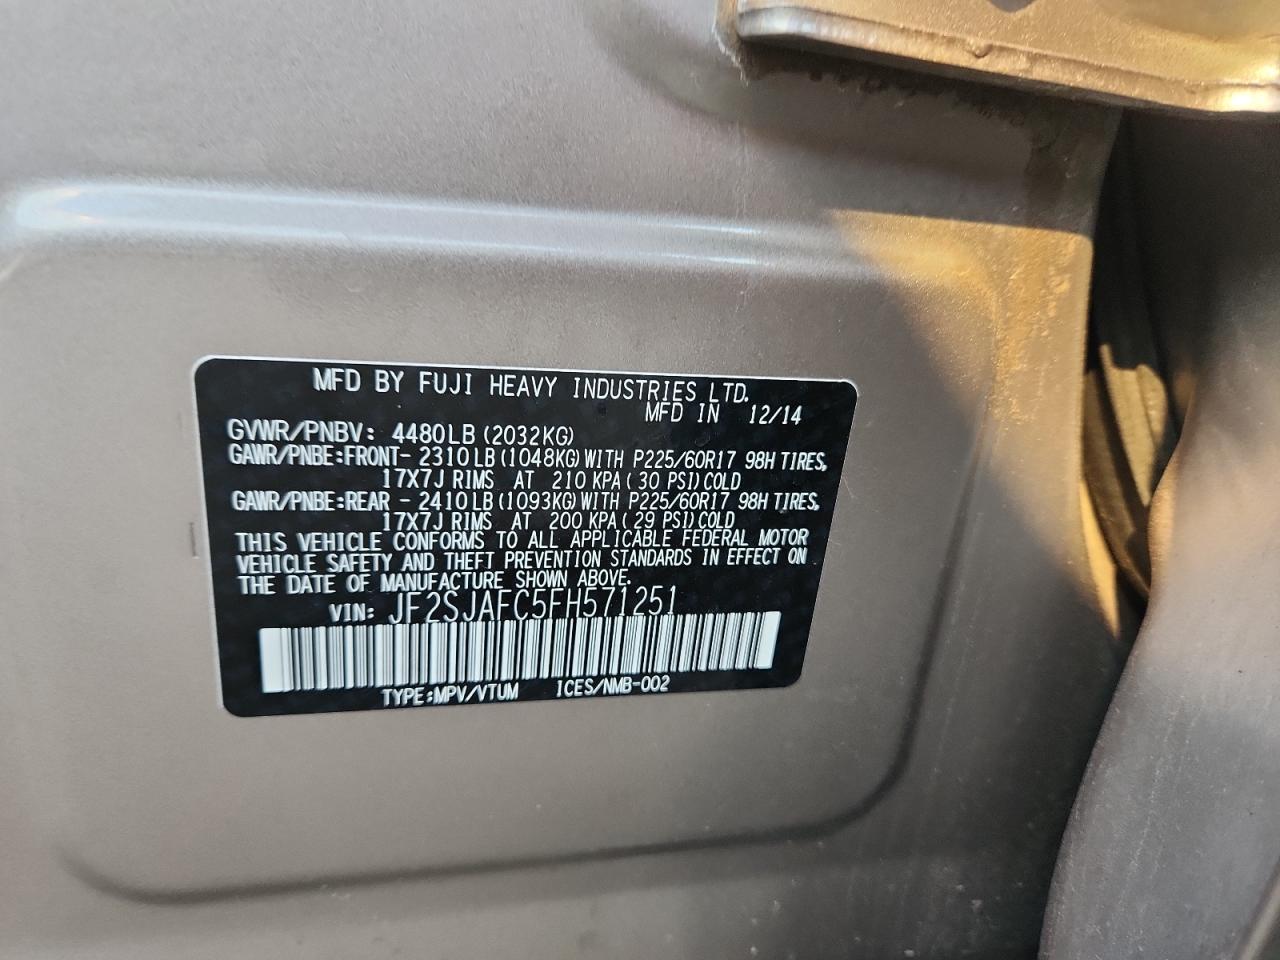 MFD BY FUJI HEAVY INDUSTRIES LTD.
MFD IN 12/14
GVWR/PNBV: 4480LB (2032KG)
GAWR/PNBE:FRONT- 2310LB (1048KG) WITH P225/60R17 98H TIRES,
17X7J RIMS AT 210 KPA ( 30 PSI) COLD
GAWR/PNBE:REAR - 2410LB (1093KG) WITH P225/60R17 98H TIRES,
17X7J RIMS AT 200 KPA ( 29 PSI) COLD
THIS VEHICLE CONFORMS TO ALL APPLICABLE FEDERAL MOTOR
VEHICLE SAFETY AND THEFT PREVENTION STANDARDS IN EFFECT ON
THE DATE OF MANUFACTURE SHOWN ABOVE.
VIN: JF2SJAFC5FH571251
TYPE:MPV/VTUM ICES/NMB-002